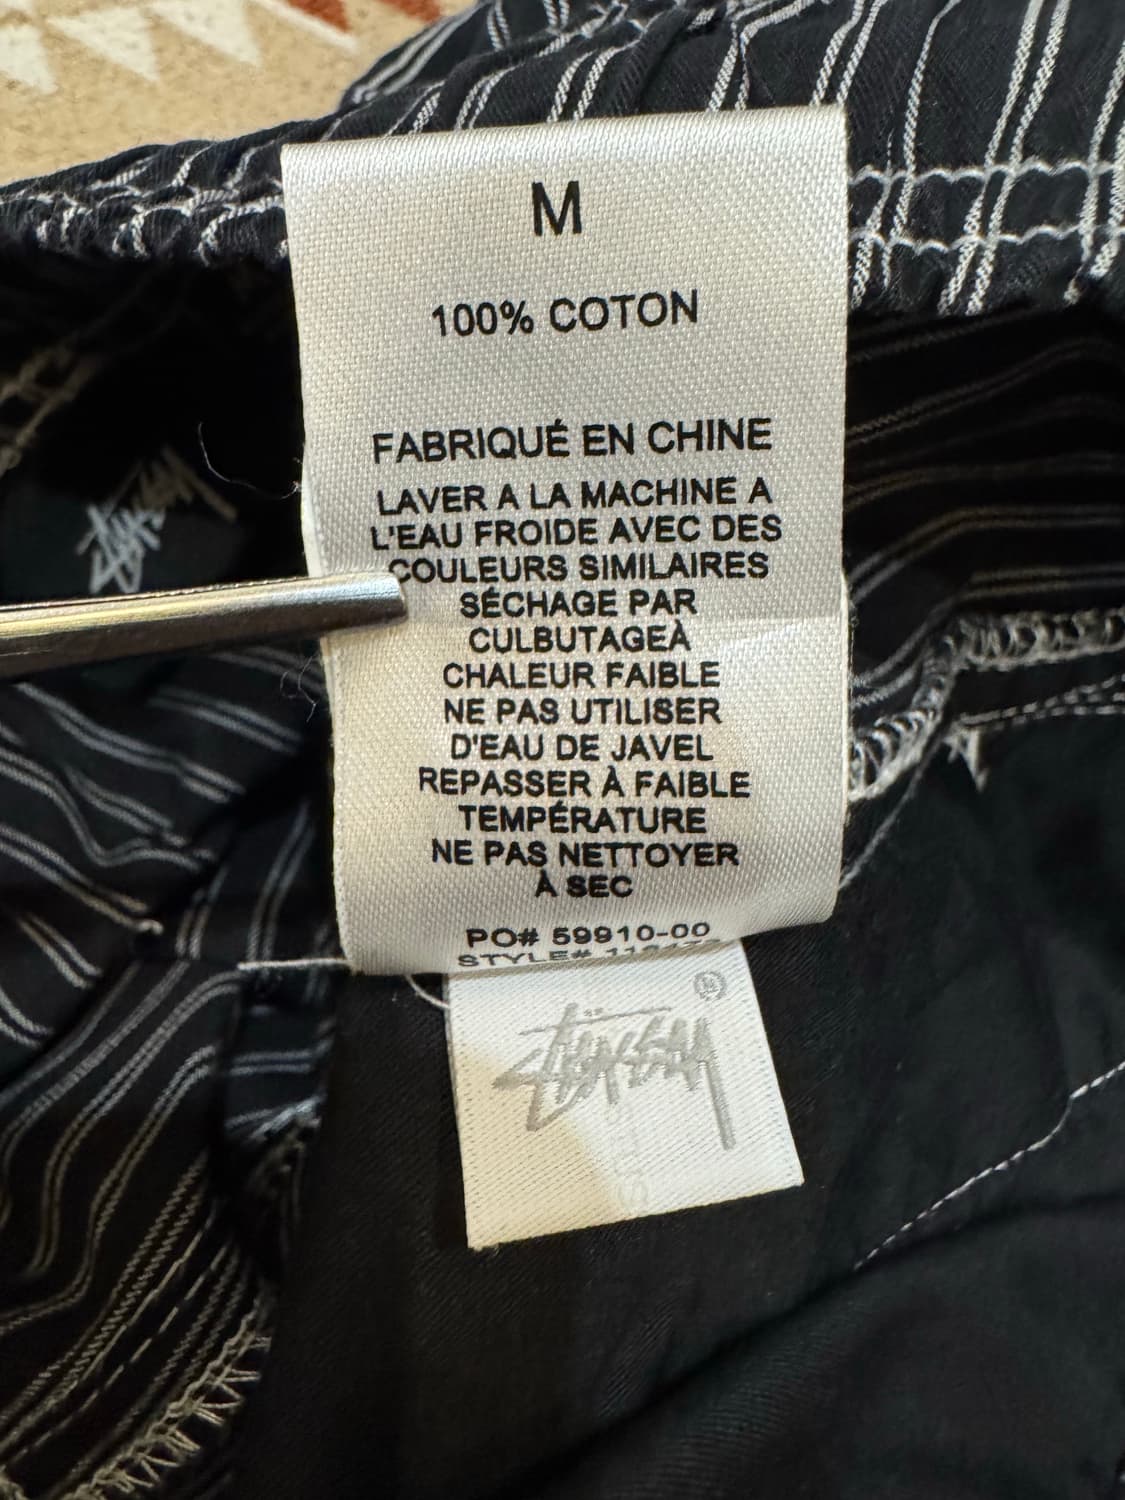 M
100% COTON
FABRIQUÉ EN CHINE
LAVER A LA MACHINE A
L'EAU FROIDE AVEC DES
COULEURS SIMILAIRES
SÉCHAGE PAR
CULBUTAGEÀ
CHALEUR FAIBLE
NE PAS UTILISER
D'EAU DE JAVEL
REPASSER À FAIBLE
TEMPÉRATURE
NE PAS NETTOYER
À SEC
PO# 59910-00
STYLE#
Stüssy
®
Stüssy